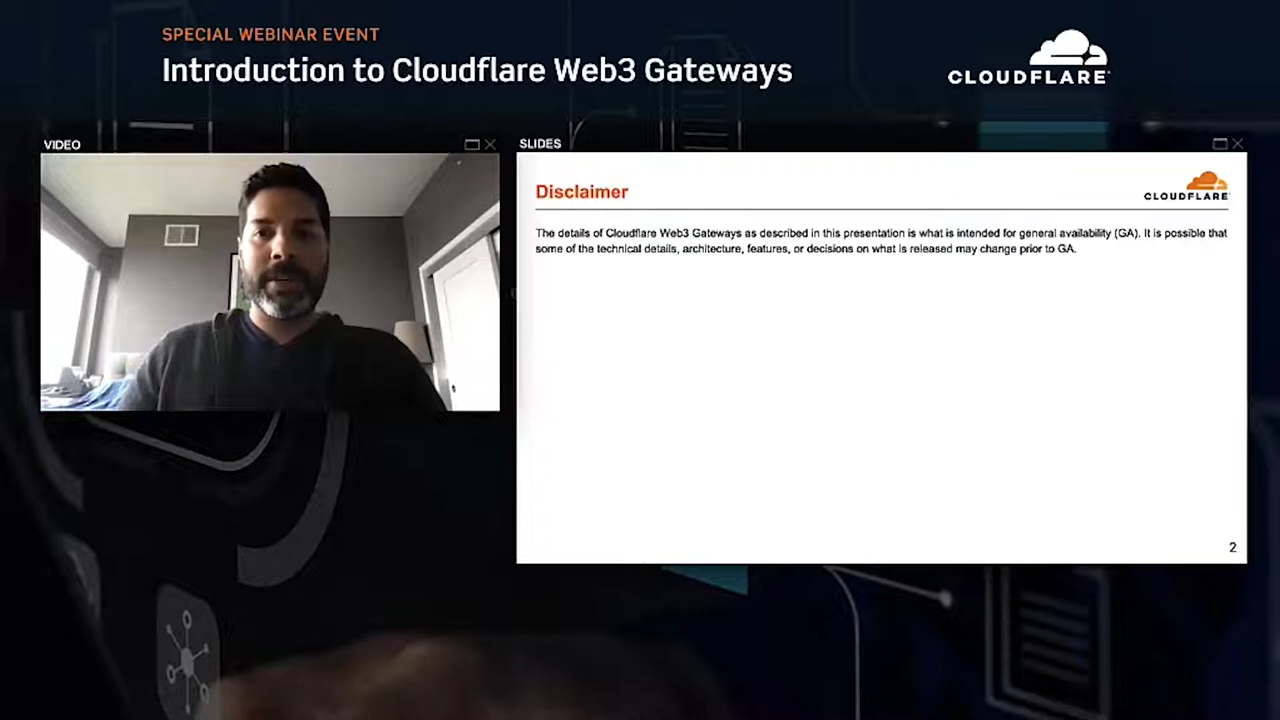 SPECIAL WEBINAR EVENT
Introduction to Cloudflare Web3 Gateways
CLOUDFLARE
VIDEO
SLIDES
Disclaimer
CLOUDFLARE
The details of Cloudflare Web3 Gateways as described in this presentation is what is intended for general availability (GA). It is possible that
some of the technical details, architecture, features, or decisions on what is released may change prior to GA.
2